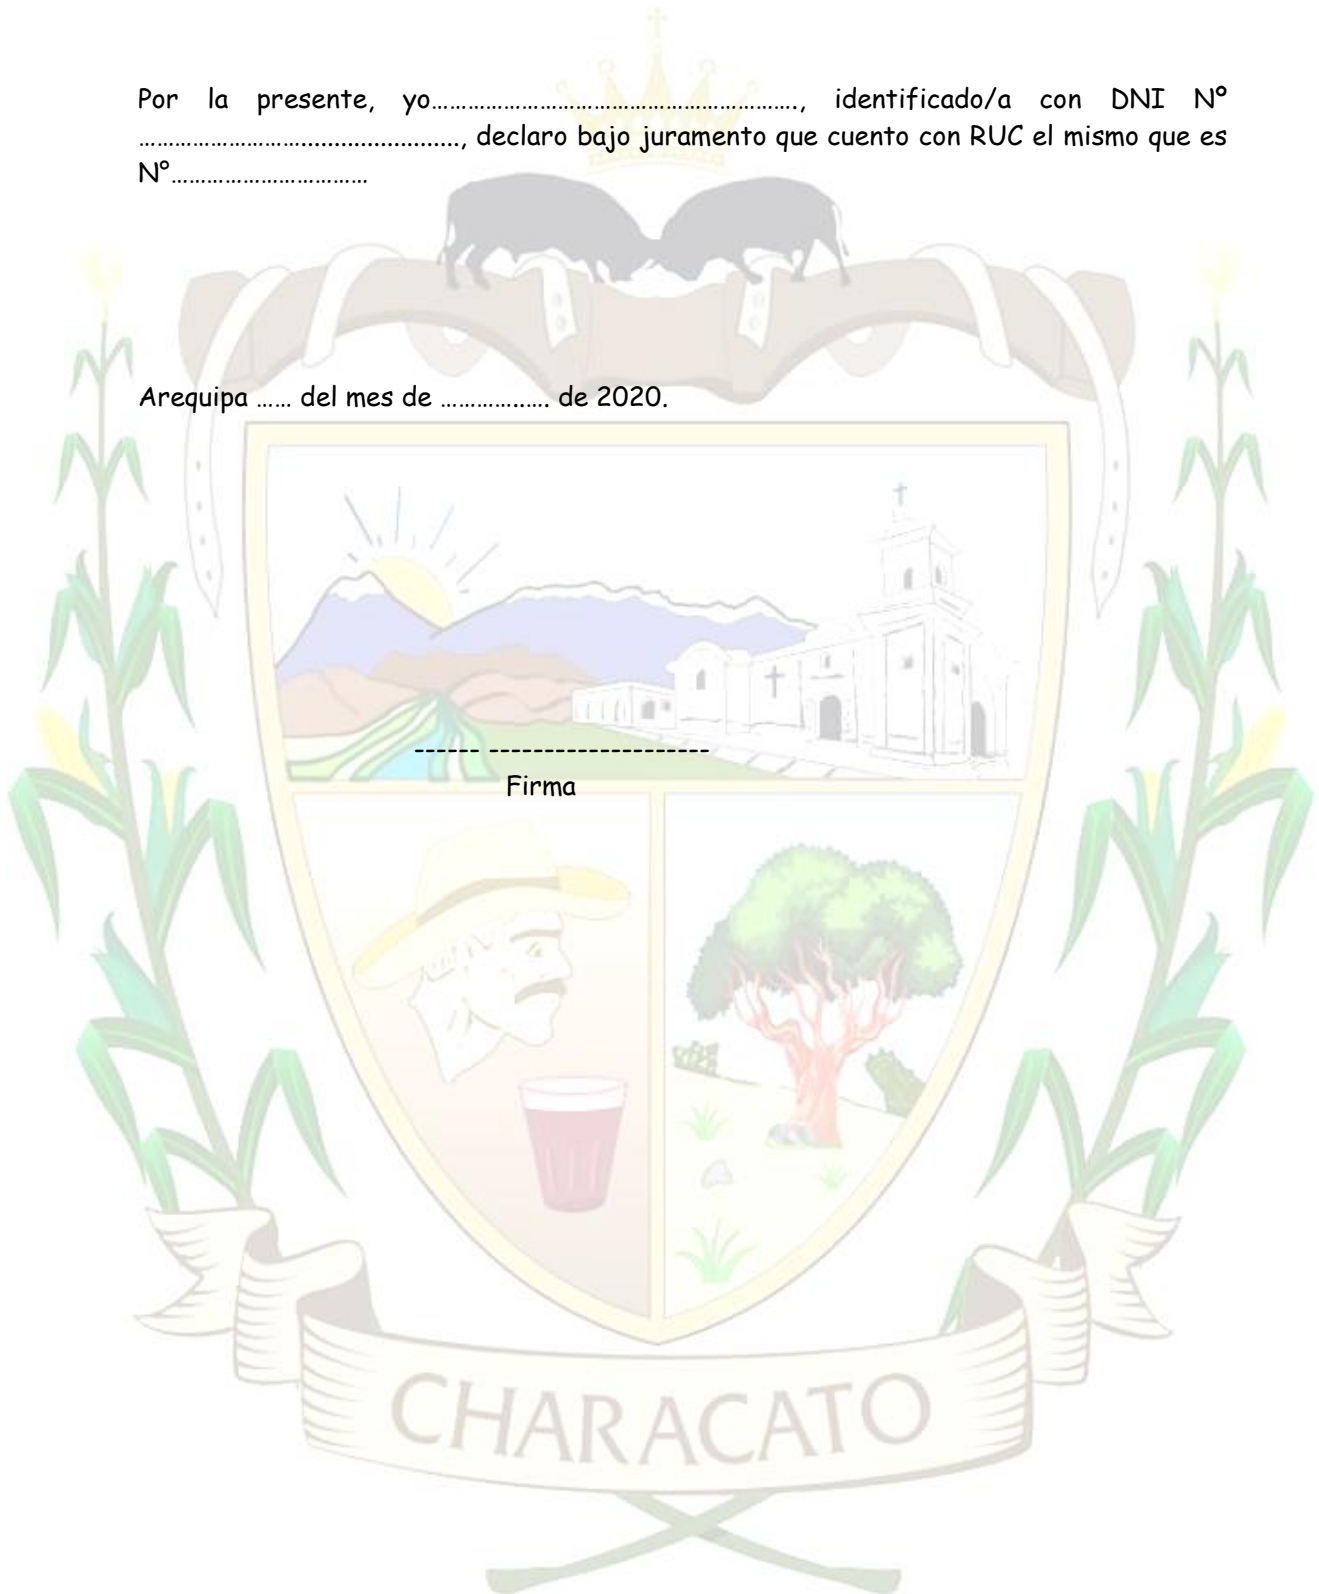 Por la presente, yo…………………………………………………….., identificado/a con DNI Nº
………………………..............................., declaro bajo juramento que cuento con RUC el mismo que es
N°……………………………
Arequipa …… del mes de …………..…… de 2020.
------ --------------------
Firma
CHARACATO